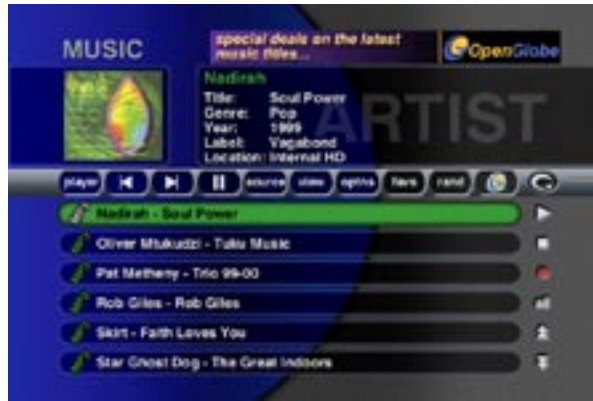 MUSIC
special deals on the latest
music titles...
OpenGlobe
Nadirah
Title: Soul Power
Genre: Pop
Year: 1999
Label: Vagabond
Location: Internal HD
ARTIST
player
source
view
optns
favs
rand
Nadirah - Soul Power
Oliver Mtukudzi - Tuku Music
Pat Metheny - Trio 99-00
Rob Giles - Rob Giles
Skirt - Faith Loves You
Star Ghost Dog - The Great Indoors
all